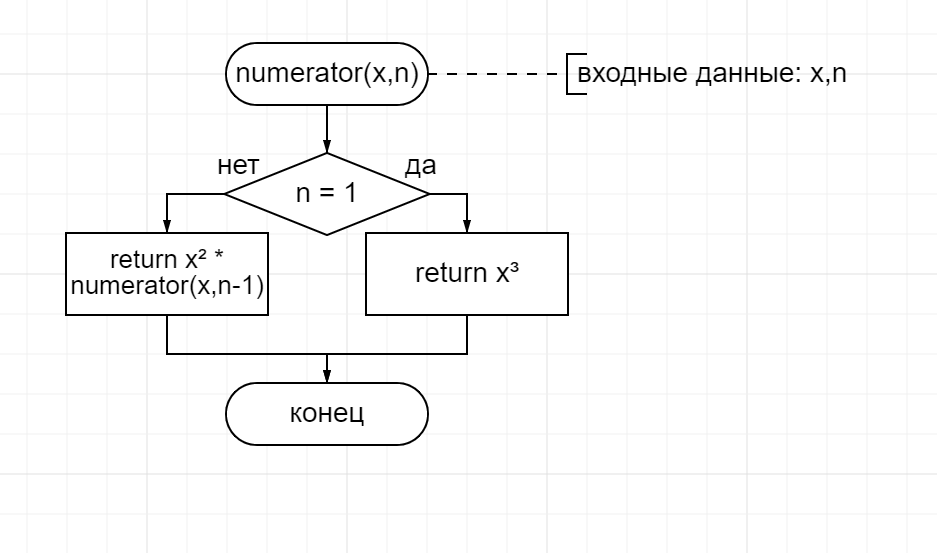 numerator(x,n)
входные данные: x,n
нет
да
n = 1
return x² *
numerator(x,n-1)
return x³
конец